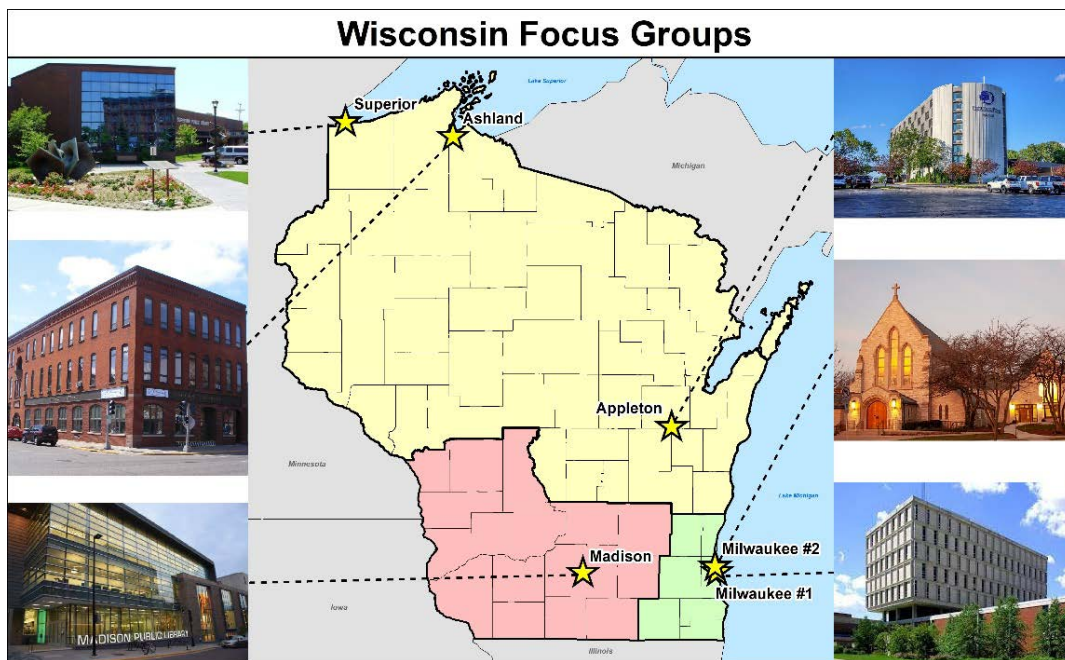 Wisconsin Focus Groups
Lake Superior
Superior
Ashland
Michigan
Appleton
Minnesota
Lake Michigan
Madison
Milwaukee #2
Milwaukee #1
Iowa
Illinois
MADISON PUBLIC LIBRARY